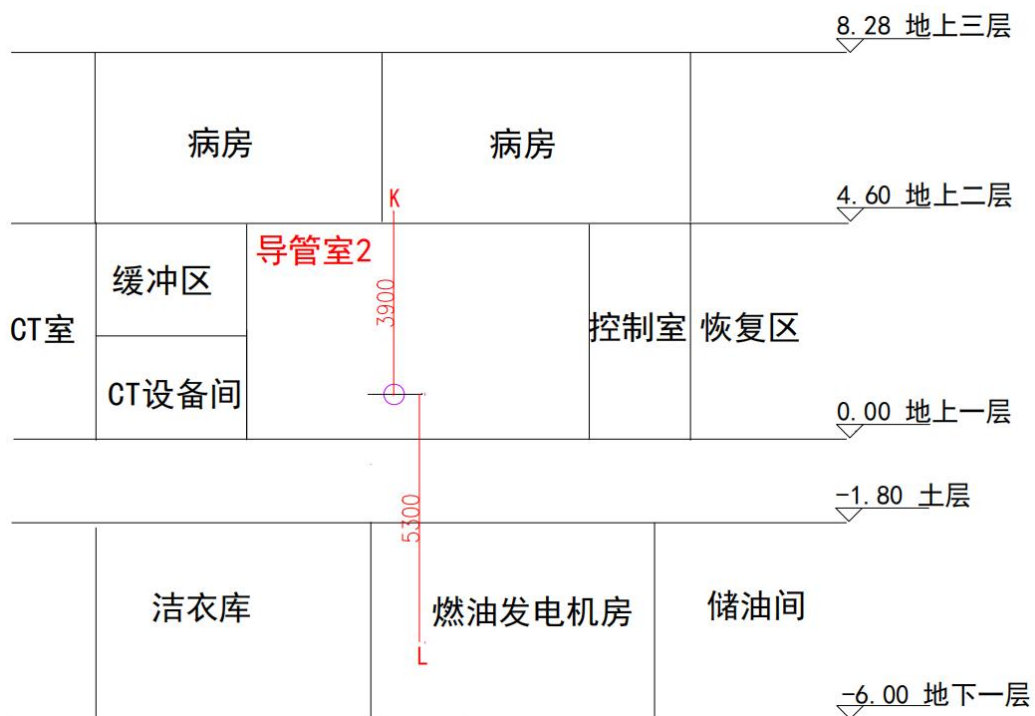 8.28 地上三层
病房
病房
K
4.60 地上二层
导管室2
缓冲区
3900
CT室
控制室
恢复区
CT设备间
0.00 地上一层
-1.80 土层
5300
洁衣库
燃油发电机房
储油间
L
-6.00 地下一层